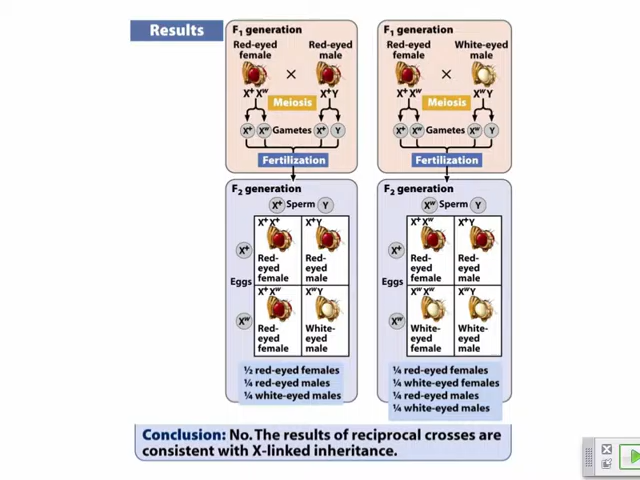 Results
F₁ generation
Red-eyed female
Red-eyed male
×
X⁺ Xʷ
X⁺ Y
Meiosis
X⁺ Xʷ Gametes X⁺ Y
Fertilization
F₂ generation
X⁺ Sperm Y
X⁺X⁺
X⁺Y
X⁺
Red-
eyed
female
Red-
eyed
male
Eggs
X⁺Xʷ
XʷY
Xʷ
Red-
eyed
female
White-
eyed
male
½ red-eyed females
¼ red-eyed males
¼ white-eyed males
F₁ generation
Red-eyed female
White-eyed male
×
X⁺ Xʷ
Xʷ Y
Meiosis
X⁺ Xʷ Gametes Xʷ Y
Fertilization
F₂ generation
Xʷ Sperm Y
X⁺Xʷ
X⁺Y
X⁺
Red-
eyed
female
Red-
eyed
male
Eggs
XʷXʷ
XʷY
Xʷ
White-
eyed
female
White-
eyed
male
¼ red-eyed females
¼ white-eyed females
¼ red-eyed males
¼ white-eyed males
Conclusion: No. The results of reciprocal crosses are
consistent with X-linked inheritance.